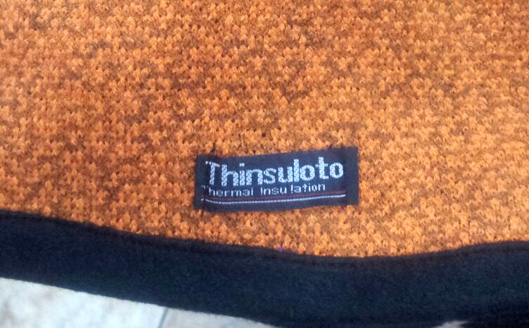 Thinsuloto
Thermal Insulation